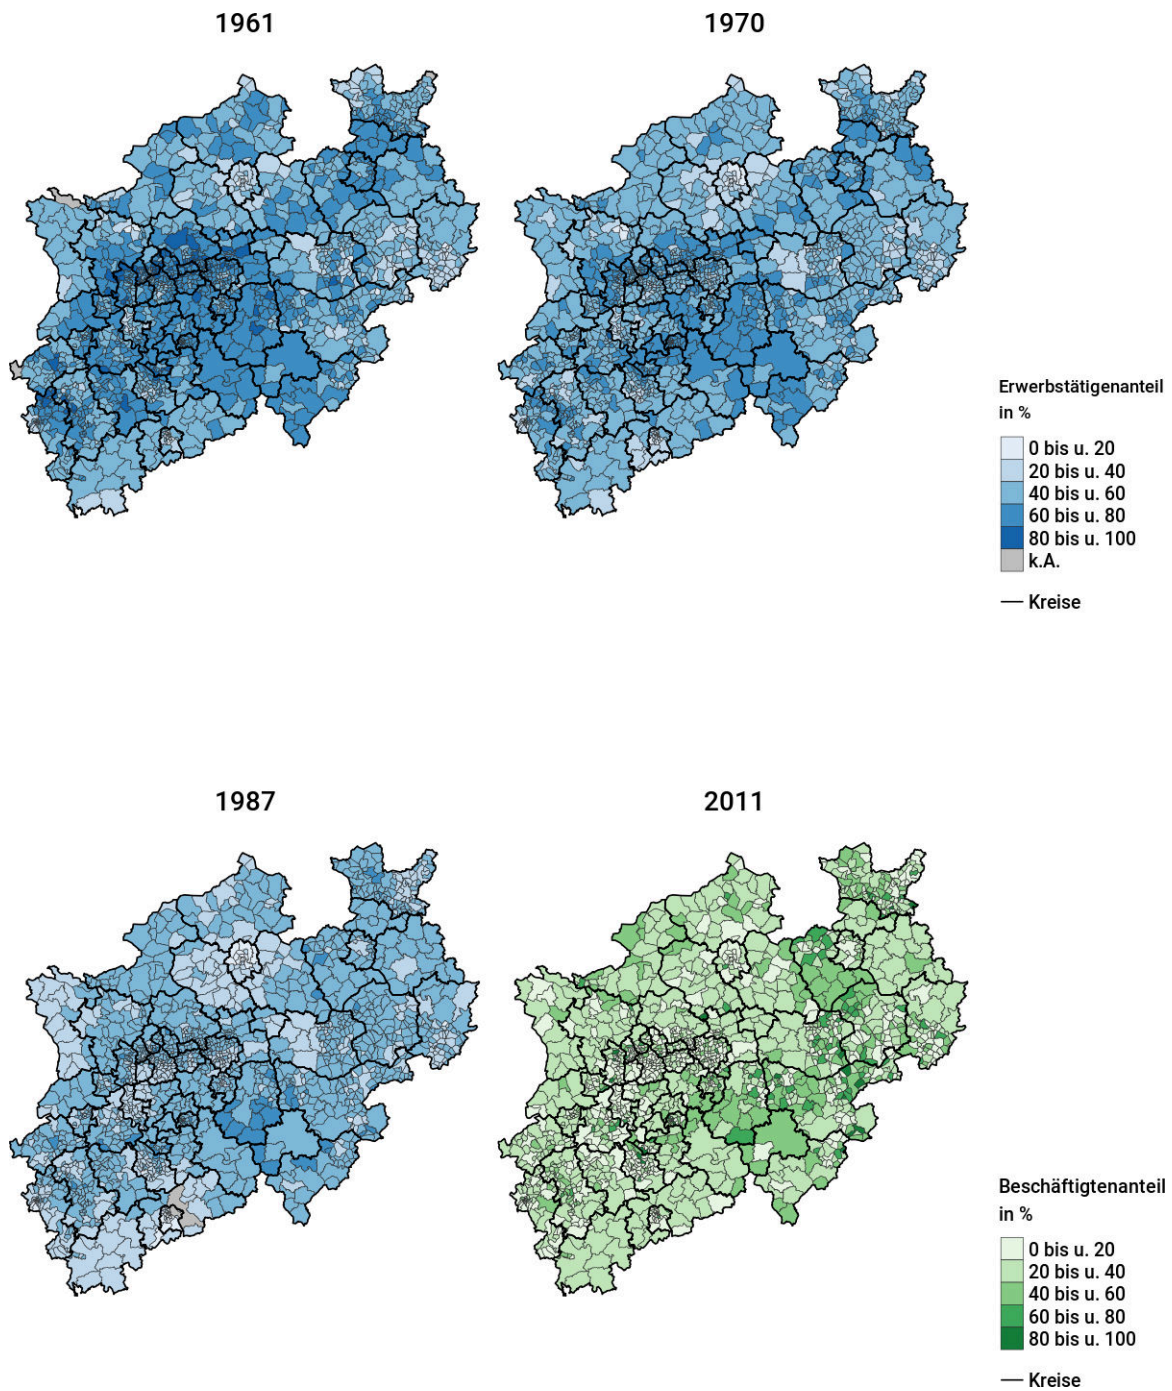 1961
1970
Erwerbstätigenanteil
in %
0 bis u. 20
20 bis u. 40
40 bis u. 60
60 bis u. 80
80 bis u. 100
k.A.
Kreise
1987
2011
Beschäftigtenanteil
in %
0 bis u. 20
20 bis u. 40
40 bis u. 60
60 bis u. 80
80 bis u. 100
Kreise